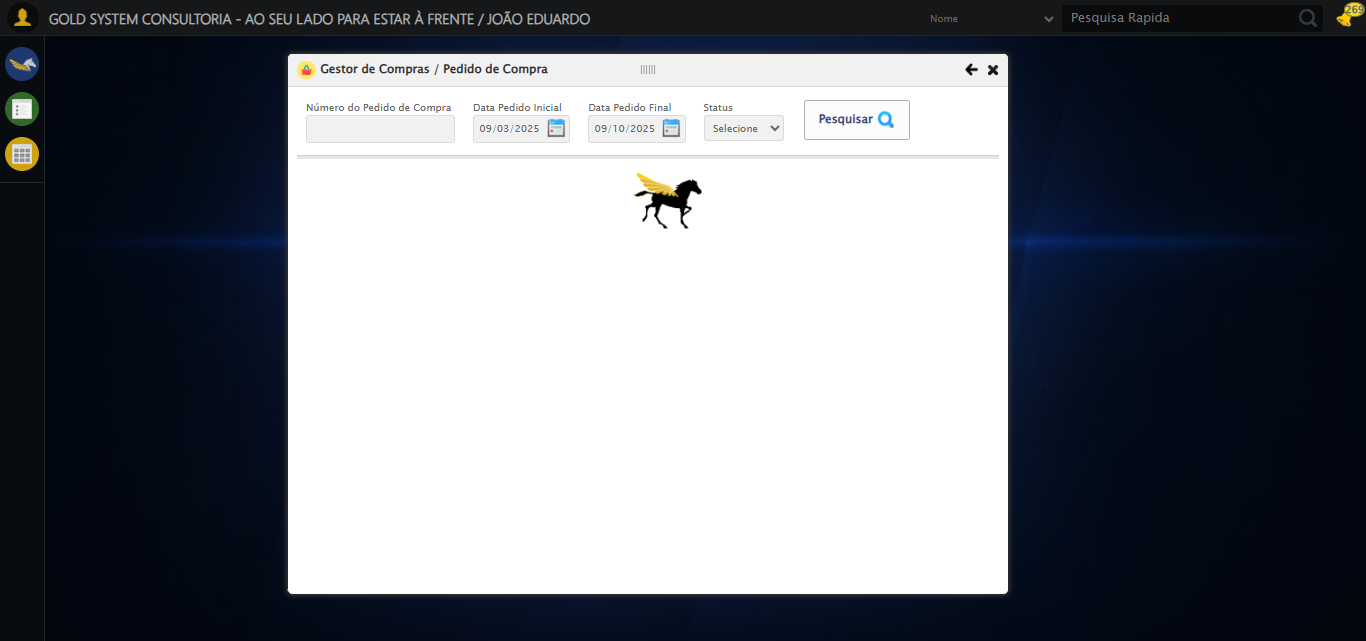 GOLD SYSTEM CONSULTORIA - AO SEU LADO PARA ESTAR À FRENTE / JOÃO EDUARDO
Nome
Pesquisa Rapida
269
Gestor de Compras / Pedido de Compra
Número do Pedido de Compra
Data Pedido Inicial
Data Pedido Final
Status
09/03/2025
09/10/2025
Selecione
Pesquisar